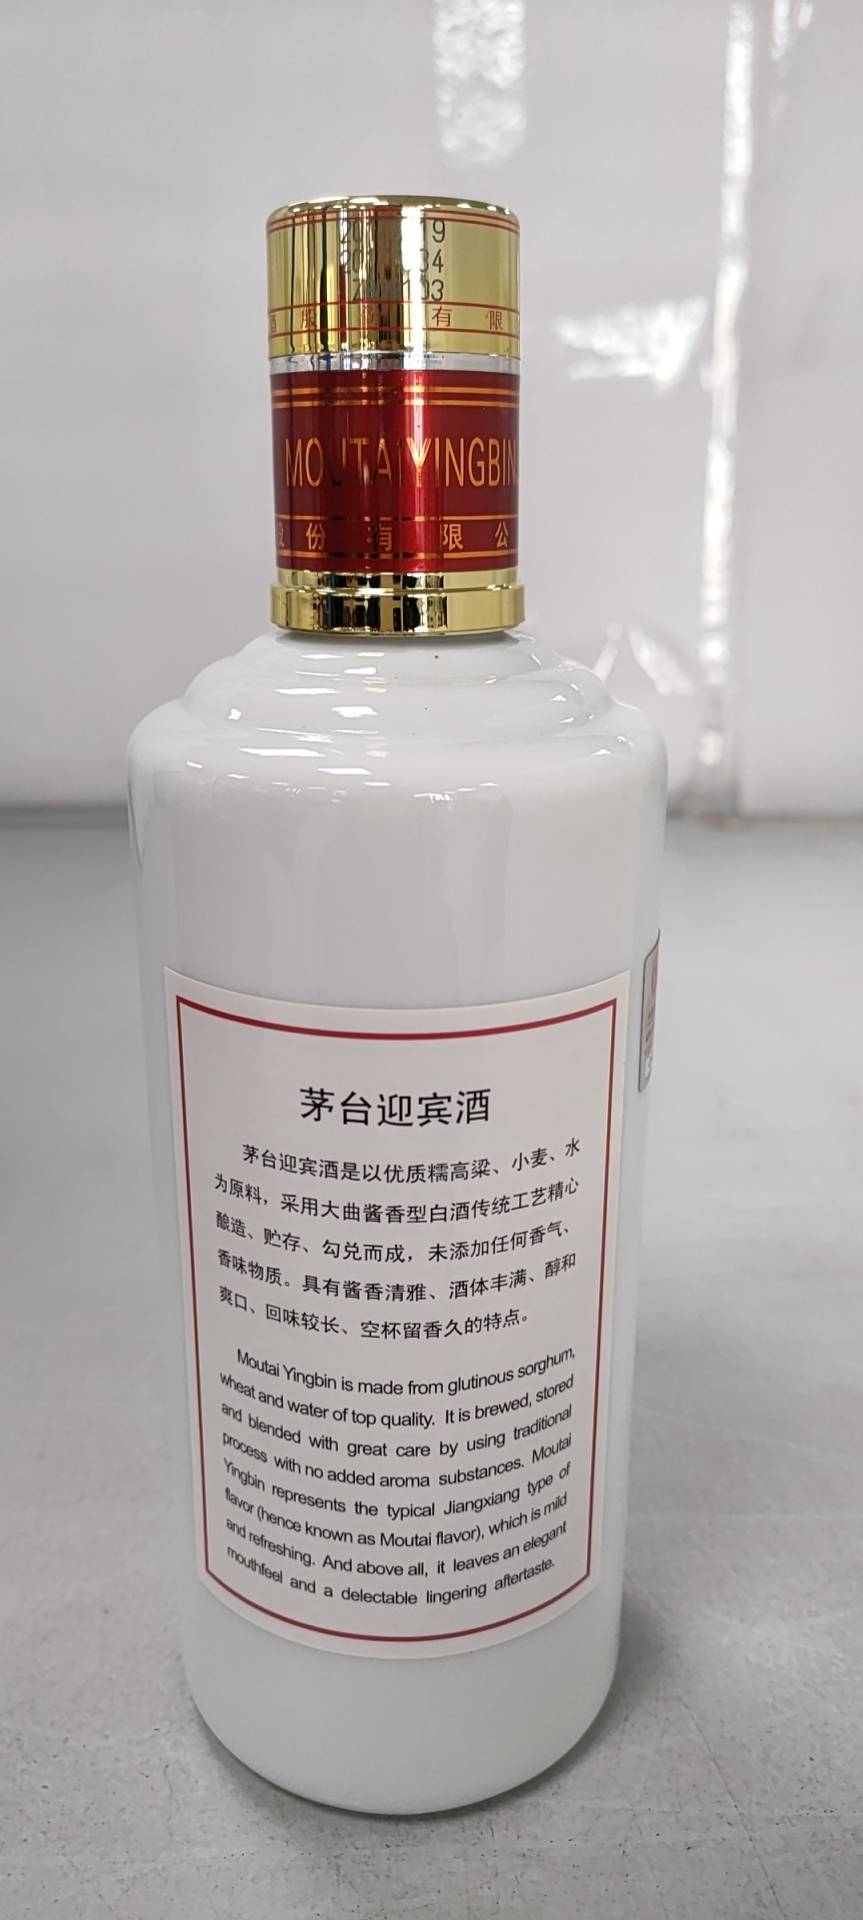 有 限
MOUTAIYINGBIN
份 有 限 公
茅台迎宾酒
茅台迎宾酒是以优质糯高粱、小麦、水
为原料，采用大曲酱香型白酒传统工艺精心
酿造、贮存、勾兑而成，未添加任何香气、
香味物质。具有酱香清雅、酒体丰满、醇和
爽口、回味较长、空杯留香久的特点。
Moutai Yingbin is made from glutinous sorghum,
wheat and water of top quality. It is brewed, stored
and blended with great care by using traditional
process with no added aroma substances. Moutai
Yingbin represents the typical Jiangxiang type of
flavor (hence known as Moutai flavor), which is mild
and refreshing. And above all, it leaves an elegant
mouthfeel and a delectable lingering aftertaste.